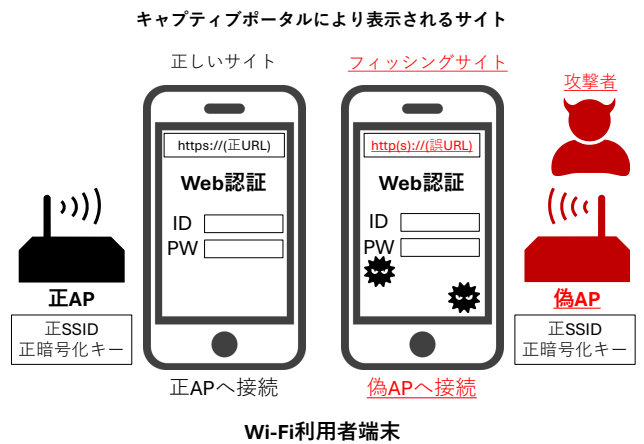 キャプティブポータルにより表示されるサイト
正しいサイト
フィッシングサイト
攻撃者
https://(正URL)
http(s)://(誤URL)
Web認証
Web認証
ID
PW
ID
PW
正AP
偽AP
正SSID
正暗号化キー
正SSID
正暗号化キー
正APへ接続
偽APへ接続
Wi-Fi利用者端末